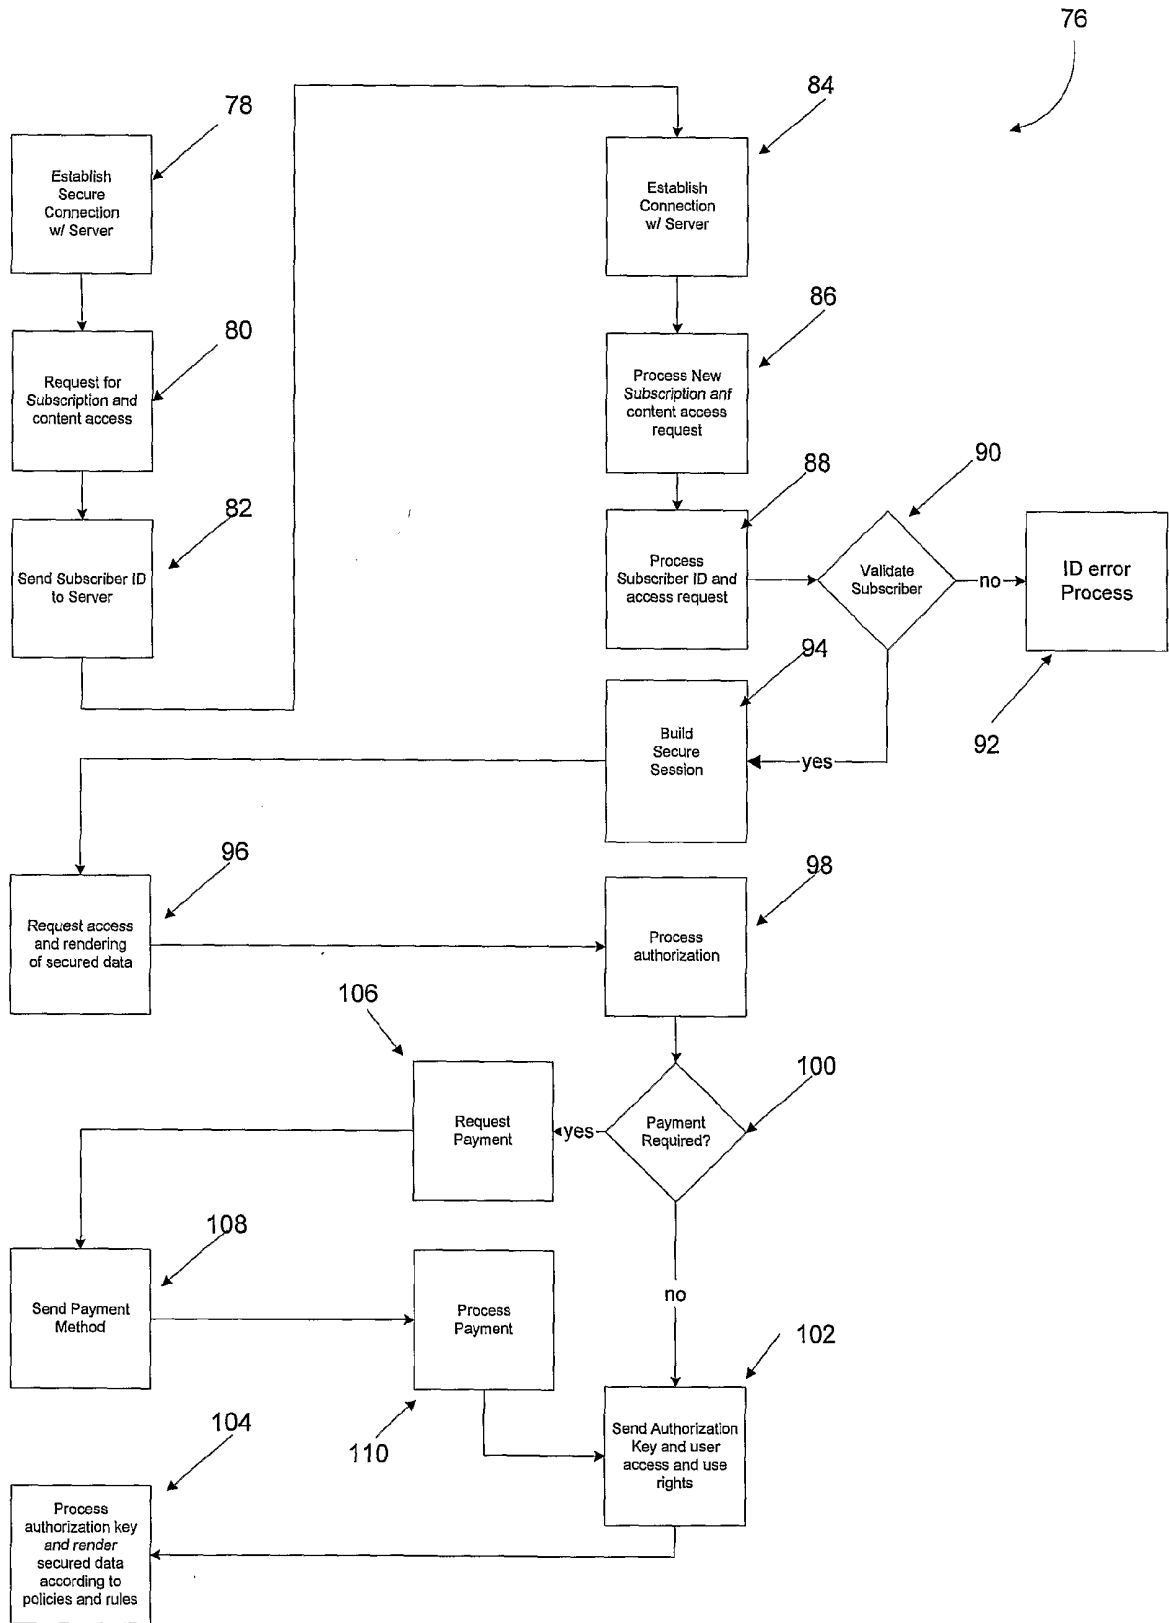 76
78
Establish
Secure
Connection
w/ Server
84
Establish
Connection
w/ Server
80
Request for
Subscription and
content access
86
Process New
Subscription anf
content access
request
82
Send Subscriber ID
to Server
88
Process
Subscriber ID and
access request
90
Validate
Subscriber
no
ID error
Process
92
94
Build
Secure
Session
yes
96
Request access
and rendering
of secured data
98
Process
authorization
106
Request
Payment
yes
100
Payment
Required?
108
Send Payment
Method
Process
Payment
110
no
102
Send Authorization
Key and user
access and use
rights
104
Process
authorization key
and render
secured data
according to
policies and rules